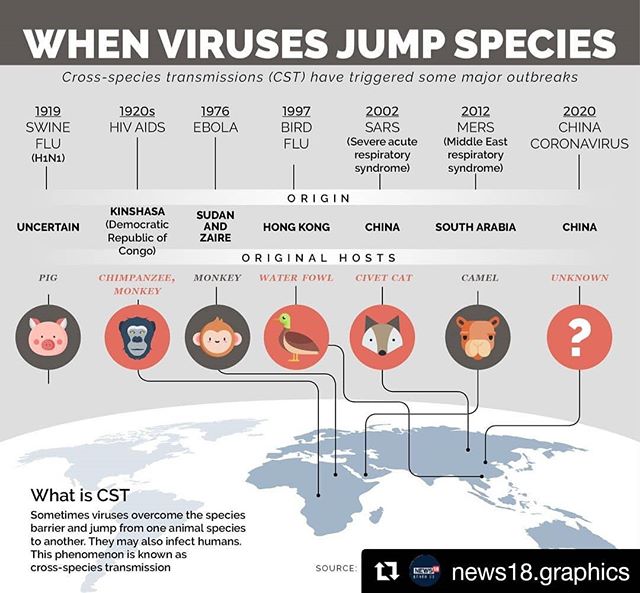 WHEN VIRUSES JUMP SPECIES
Cross-species transmissions (CST) have triggered some major outbreaks
1919
SWINE
FLU
(H1N1)
1920s
HIV AIDS
1976
EBOLA
1997
BIRD
FLU
2002
SARS
(Severe acute
respiratory
syndrome)
2012
MERS
(Middle East
respiratory
syndrome)
2020
CHINA
CORONAVIRUS
ORIGIN
UNCERTAIN
KINSHASA
(Democratic
Republic of
Congo)
SUDAN
AND
ZAIRE
HONG KONG
CHINA
SOUTH ARABIA
CHINA
ORIGINAL HOSTS
PIG
CHIMPANZEE,
MONKEY
MONKEY
WATER FOWL
CIVET CAT
CAMEL
UNKNOWN
?
What is CST
Sometimes viruses overcome the species
barrier and jump from one animal species
to another. They may also infect humans.
This phenomenon is known as
cross-species transmission
SOURCE:
NEWS18
news18.graphics